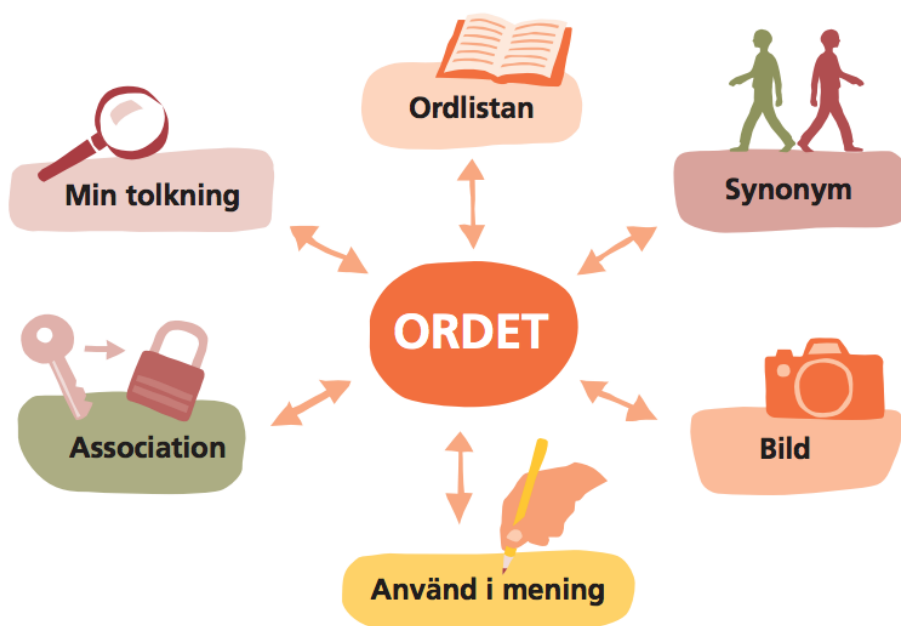 Ordlistan
Min tolkning
Synonym
ORDET
Association
Bild
Använd i mening